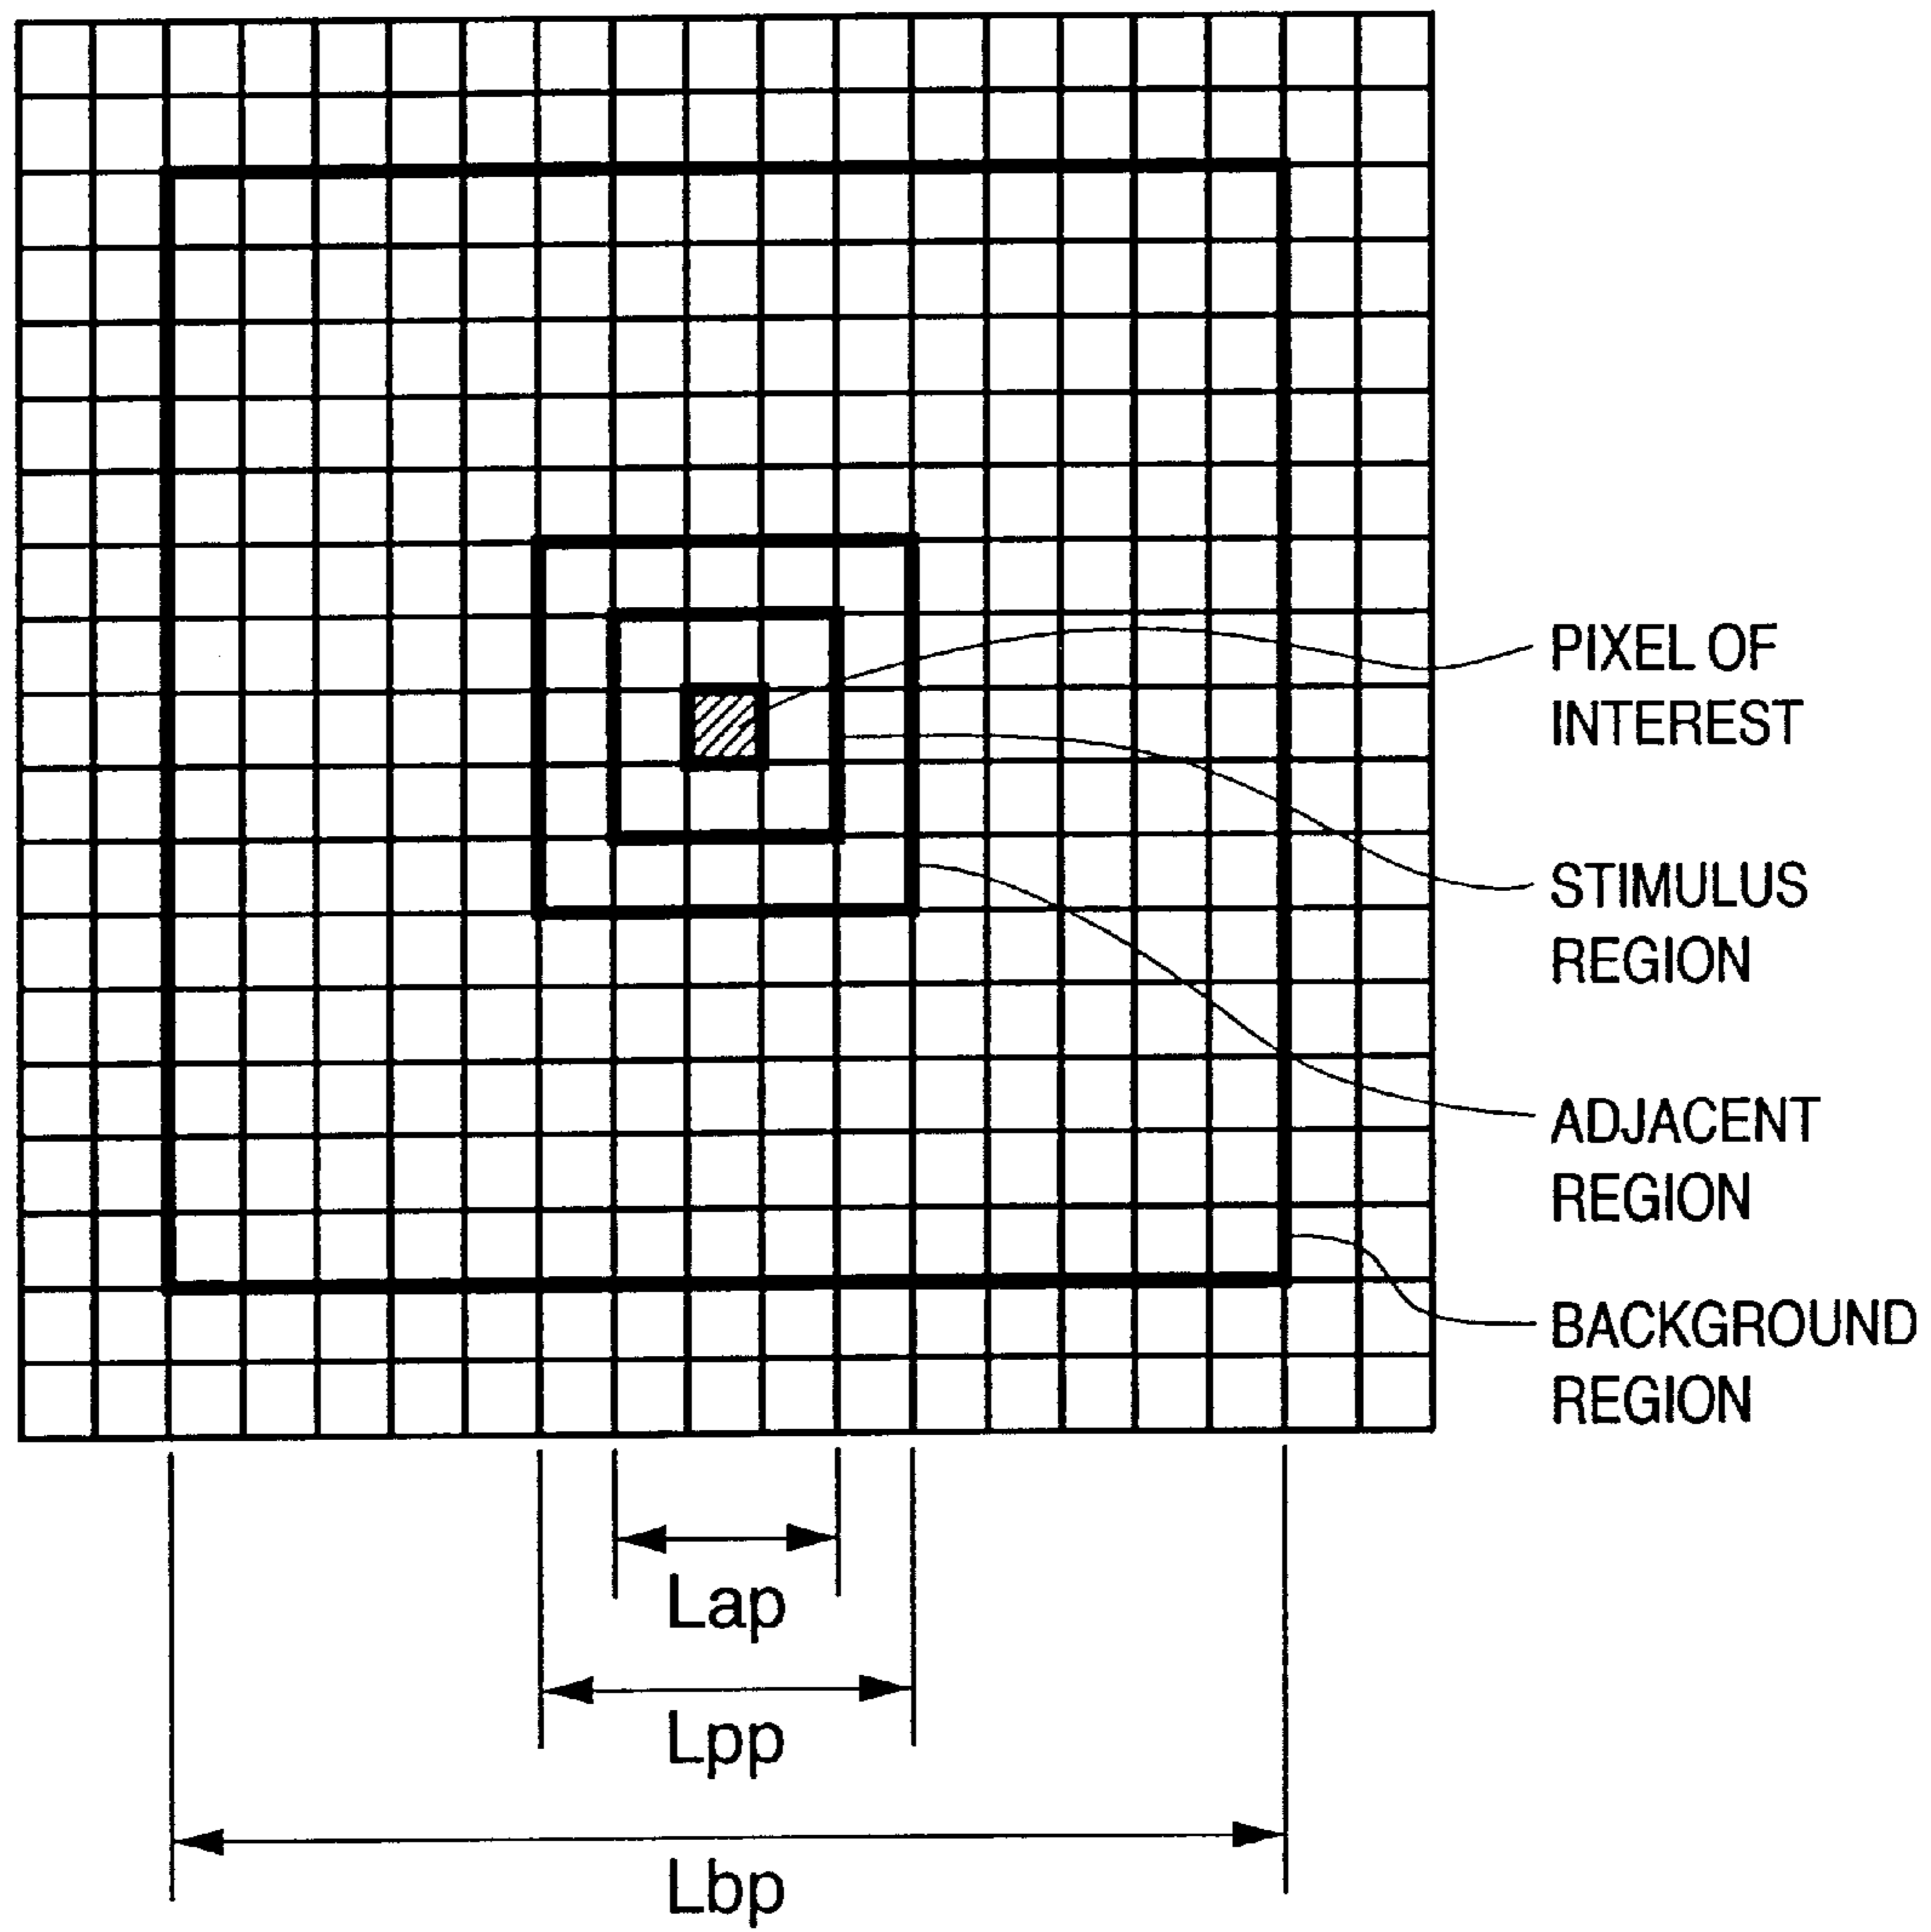 PIXEL OF
INTEREST
STIMULUS
REGION
ADJACENT
REGION
BACKGROUND
REGION
Lap
Lpp
Lbp